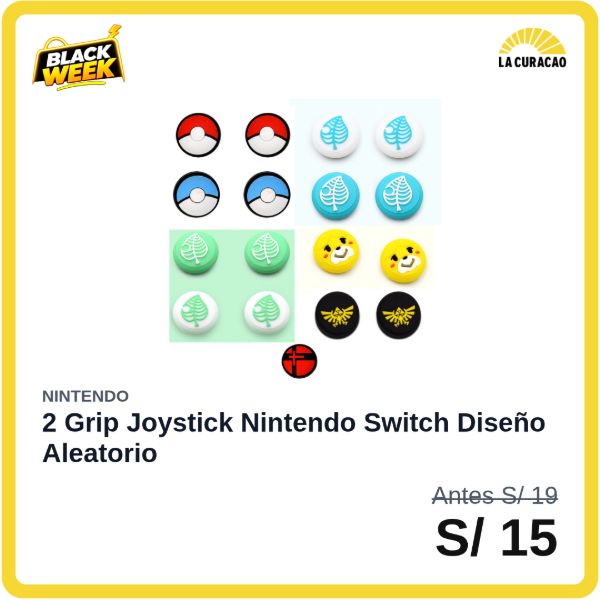 BLACK
WEEK
LA CURACAO
NINTENDO
2 Grip Joystick Nintendo Switch Diseño
Aleatorio
Antes S/ 19
S/ 15